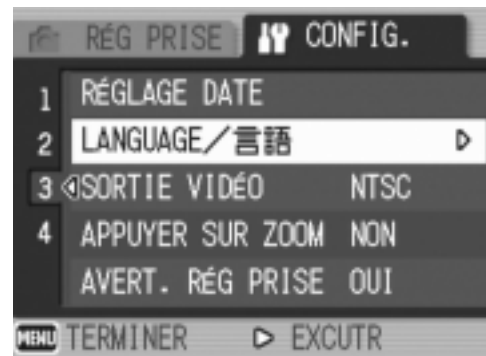 RÉG PRISE CONFIG.
1 RÉGLAGE DATE
2 LANGUAGE／言語
3 SORTIE VIDÉO NTSC
4 APPUYER SUR ZOOM NON
AVERT. RÉG PRISE OUI
MENU TERMINER EXCUTR